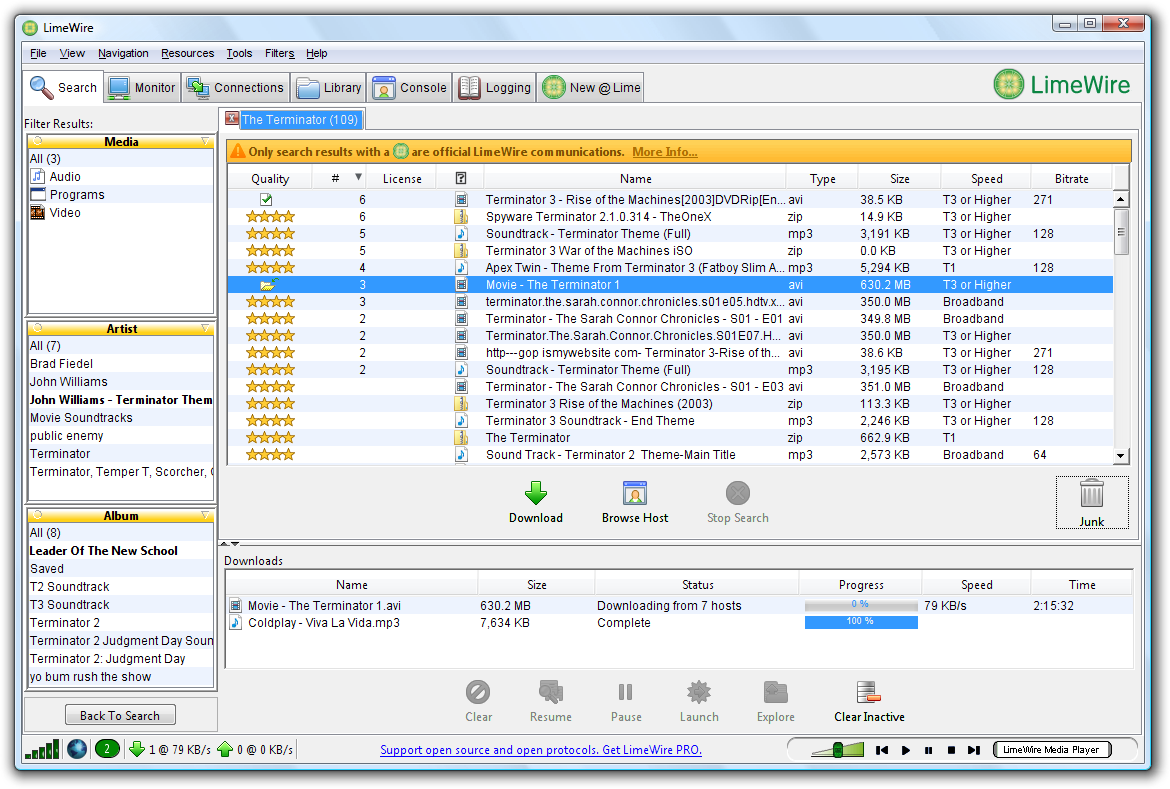 LimeWire
File View Navigation Resources Tools Filters Help
Search Monitor Connections Library Console Logging New @ Lime LimeWire
Filter Results:
The Terminator (109)
Media
All (3)
Audio
Programs
Video
Artist
All (7)
Brad Fiedel
John Williams
John Williams - Terminator Them
Movie Soundtracks
public enemy
Terminator
Terminator, Temper T, Scorcher,
Album
All (8)
Leader Of The New School
Saved
T2 Soundtrack
T3 Soundtrack
Terminator 2
Terminator 2 Judgment Day Soun
Terminator 2: Judgment Day
yo bum rush the show
Back To Search
Only search results with a are official LimeWire communications. More Info...
Quality # License ? Name Type Size Speed Bitrate
6 Terminator 3 - Rise of the Machines[2003]DVDRip[En... avi 38.5 KB T3 or Higher 271
6 Spyware Terminator 2.1.0.314 - TheOneX zip 14.9 KB T3 or Higher
5 Soundtrack - Terminator Theme (Full) mp3 3,191 KB T3 or Higher 128
5 Terminator 3 War of the Machines iSO zip 0.0 KB T3 or Higher
4 Apex Twin - Theme From Terminator 3 (Fatboy Slim A... mp3 5,294 KB T1 128
3 Movie - The Terminator 1 avi 630.2 MB T3 or Higher
3 terminator.the.sarah.connor.chronicles.s01e05.hdtv.x... avi 350.0 MB Broadband
2 Terminator - The Sarah Connor Chronicles - S01 - E01 avi 349.8 MB Broadband
2 Terminator.The.Sarah Connor Chronicles.S01E07.H... avi 350.0 MB Broadband
2 http---gop ismywebsite com- Terminator 3-Rise of th... avi 38.6 KB T3 or Higher 271
2 Soundtrack - Terminator Theme (Full) mp3 3,195 KB T3 or Higher 128
Terminator - The Sarah Connor Chronicles - S01 - E03 avi 351.0 MB Broadband
Terminator 3 Rise of the Machines (2003) zip 113.3 KB T3 or Higher
Terminator 3 Soundtrack - End Theme mp3 2,246 KB T3 or Higher 128
The Terminator zip 662.9 KB T1
Sound Track - Terminator 2 Theme-Main Title mp3 2,573 KB Broadband 64
Download Browse Host Stop Search Junk
Downloads
Name Size Status Progress Speed Time
Movie - The Terminator 1.avi 630.2 MB Downloading from 7 hosts 0 % 79 KB/s 2:15:32
Coldplay - Viva La Vida.mp3 7,634 KB Complete 100 %
Clear Resume Pause Launch Explore Clear Inactive
2 1 @ 79 KB/s 0 @ 0 KB/s Support open source and open protocols. Get LimeWire PRO. LimeWire Media Player